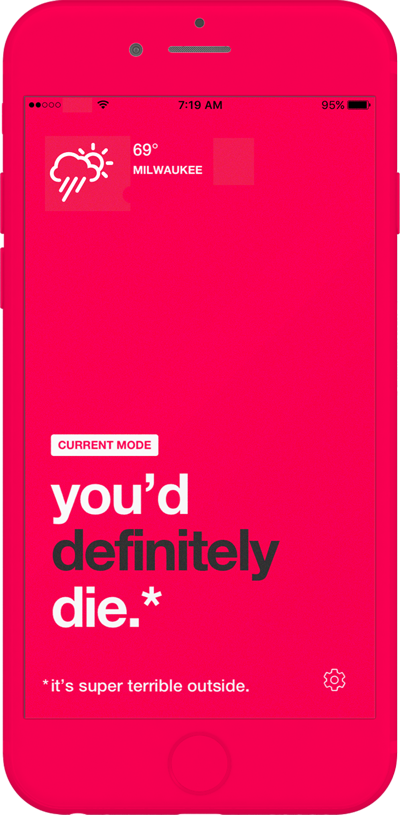 7:19 AM
95%
69°
MILWAUKEE
CURRENT MODE
you’d
definitely
die.*
*it’s super terrible outside.